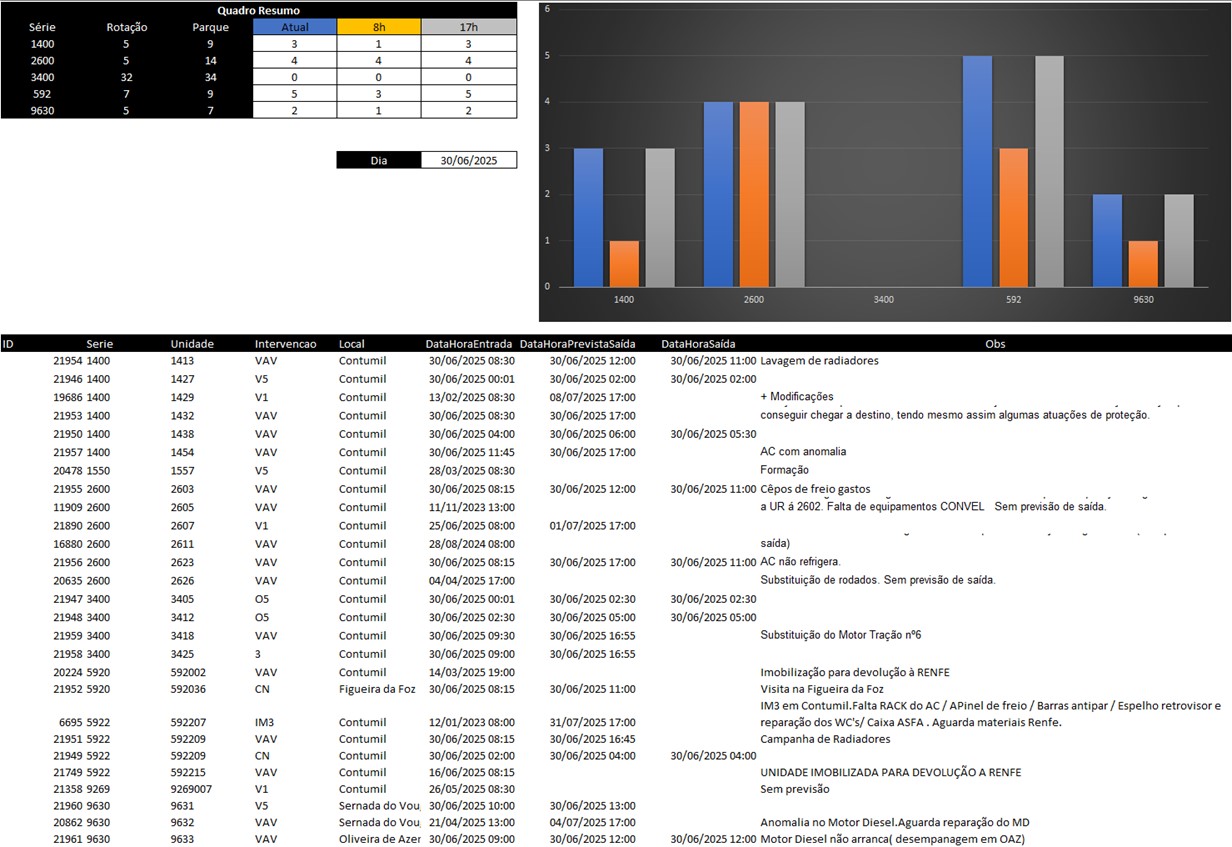 Quadro Resumo
Série Rotação Parque Atual 8h 17h
1400 5 9 3 1 3
2600 5 14 4 4 4
3400 32 34 0 0 0
592 7 9 5 3 5
9630 5 7 2 1 2
Dia 30/06/2025
6
5
4
3
2
1
0
1400 2600 3400 592 9630
ID Serie Unidade Intervencao Local DataHoraEntrada DataHoraPrevistaSaída DataHoraSaída Obs
21954 1400 1413 VAV Contumil 30/06/2025 08:30 30/06/2025 12:00 30/06/2025 11:00 Lavagem de radiadores
21946 1400 1427 V5 Contumil 30/06/2025 00:01 30/06/2025 02:00 30/06/2025 02:00
19686 1400 1429 V1 Contumil 13/02/2025 08:30 08/07/2025 17:00 + Modificações
21953 1400 1432 VAV Contumil 30/06/2025 08:30 30/06/2025 17:00 conseguir chegar a destino, tendo mesmo assim algumas atuações de proteção.
21950 1400 1438 VAV Contumil 30/06/2025 04:00 30/06/2025 06:00 30/06/2025 05:30
21957 1400 1454 VAV Contumil 30/06/2025 11:45 30/06/2025 17:00 AC com anomalia
20478 1550 1557 V5 Contumil 28/03/2025 08:30 Formação
21955 2600 2603 VAV Contumil 30/06/2025 08:15 30/06/2025 12:00 30/06/2025 11:00 Cêpos de freio gastos
11909 2600 2605 VAV Contumil 11/11/2023 13:00 a UR á 2602. Falta de equipamentos CONVEL Sem previsão de saída.
21890 2600 2607 V1 Contumil 25/06/2025 08:00 01/07/2025 17:00
16880 2600 2611 VAV Contumil 28/08/2024 08:00 saída)
21956 2600 2623 VAV Contumil 30/06/2025 08:15 30/06/2025 17:00 30/06/2025 11:00 AC não refrigera.
20635 2600 2626 VAV Contumil 04/04/2025 17:00 Substituição de rodados. Sem previsão de saída.
21947 3400 3405 O5 Contumil 30/06/2025 00:01 30/06/2025 02:30 30/06/2025 02:30
21948 3400 3412 O5 Contumil 30/06/2025 02:30 30/06/2025 05:00 30/06/2025 05:00
21959 3400 3418 VAV Contumil 30/06/2025 09:30 30/06/2025 16:55 Substituição do Motor Tração nº6
21958 3400 3425 3 Contumil 30/06/2025 09:00 30/06/2025 16:55
20224 5920 592002 VAV Contumil 14/03/2025 19:00 Imobilização para devolução à RENFE
21952 5920 592036 CN Figueira da Foz 30/06/2025 08:15 30/06/2025 11:00 Visita na Figueira da Foz
IM3 em Contumil.Falta RACK do AC / APinel de freio / Barras antipar / Espelho retrovisor e
6695 5922 592207 IM3 Contumil 12/01/2023 08:00 31/07/2025 17:00 reparação dos WC's/ Caixa ASFA . Aguarda materiais Renfe.
21951 5922 592209 VAV Contumil 30/06/2025 08:15 30/06/2025 16:45 Campanha de Radiadores
21949 5922 592209 CN Contumil 30/06/2025 02:00 30/06/2025 04:00 30/06/2025 04:00
21749 5922 592215 VAV Contumil 16/06/2025 08:15 UNIDADE IMOBILIZADA PARA DEVOLUÇÃO A RENFE
21358 9269 9269007 V1 Contumil 26/05/2025 08:30 Sem previsão
21960 9630 9631 V5 Sernada do Vou 30/06/2025 10:00 30/06/2025 13:00
20862 9630 9632 VAV Sernada do Vou 21/04/2025 13:00 04/07/2025 17:00 Anomalia no Motor Diesel.Aguarda reparação do MD
21961 9630 9633 VAV Oliveira de Azer 30/06/2025 09:00 30/06/2025 12:00 30/06/2025 12:00 Motor Diesel não arranca( desempanagem em OAZ)